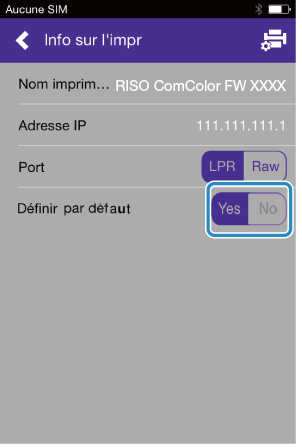 Aucune SIM
Info sur l'impr
Nom imprim... RISO ComColor FW XXXX
Adresse IP 111.111.111.1
Port LPR Raw
Définir par défaut Yes No